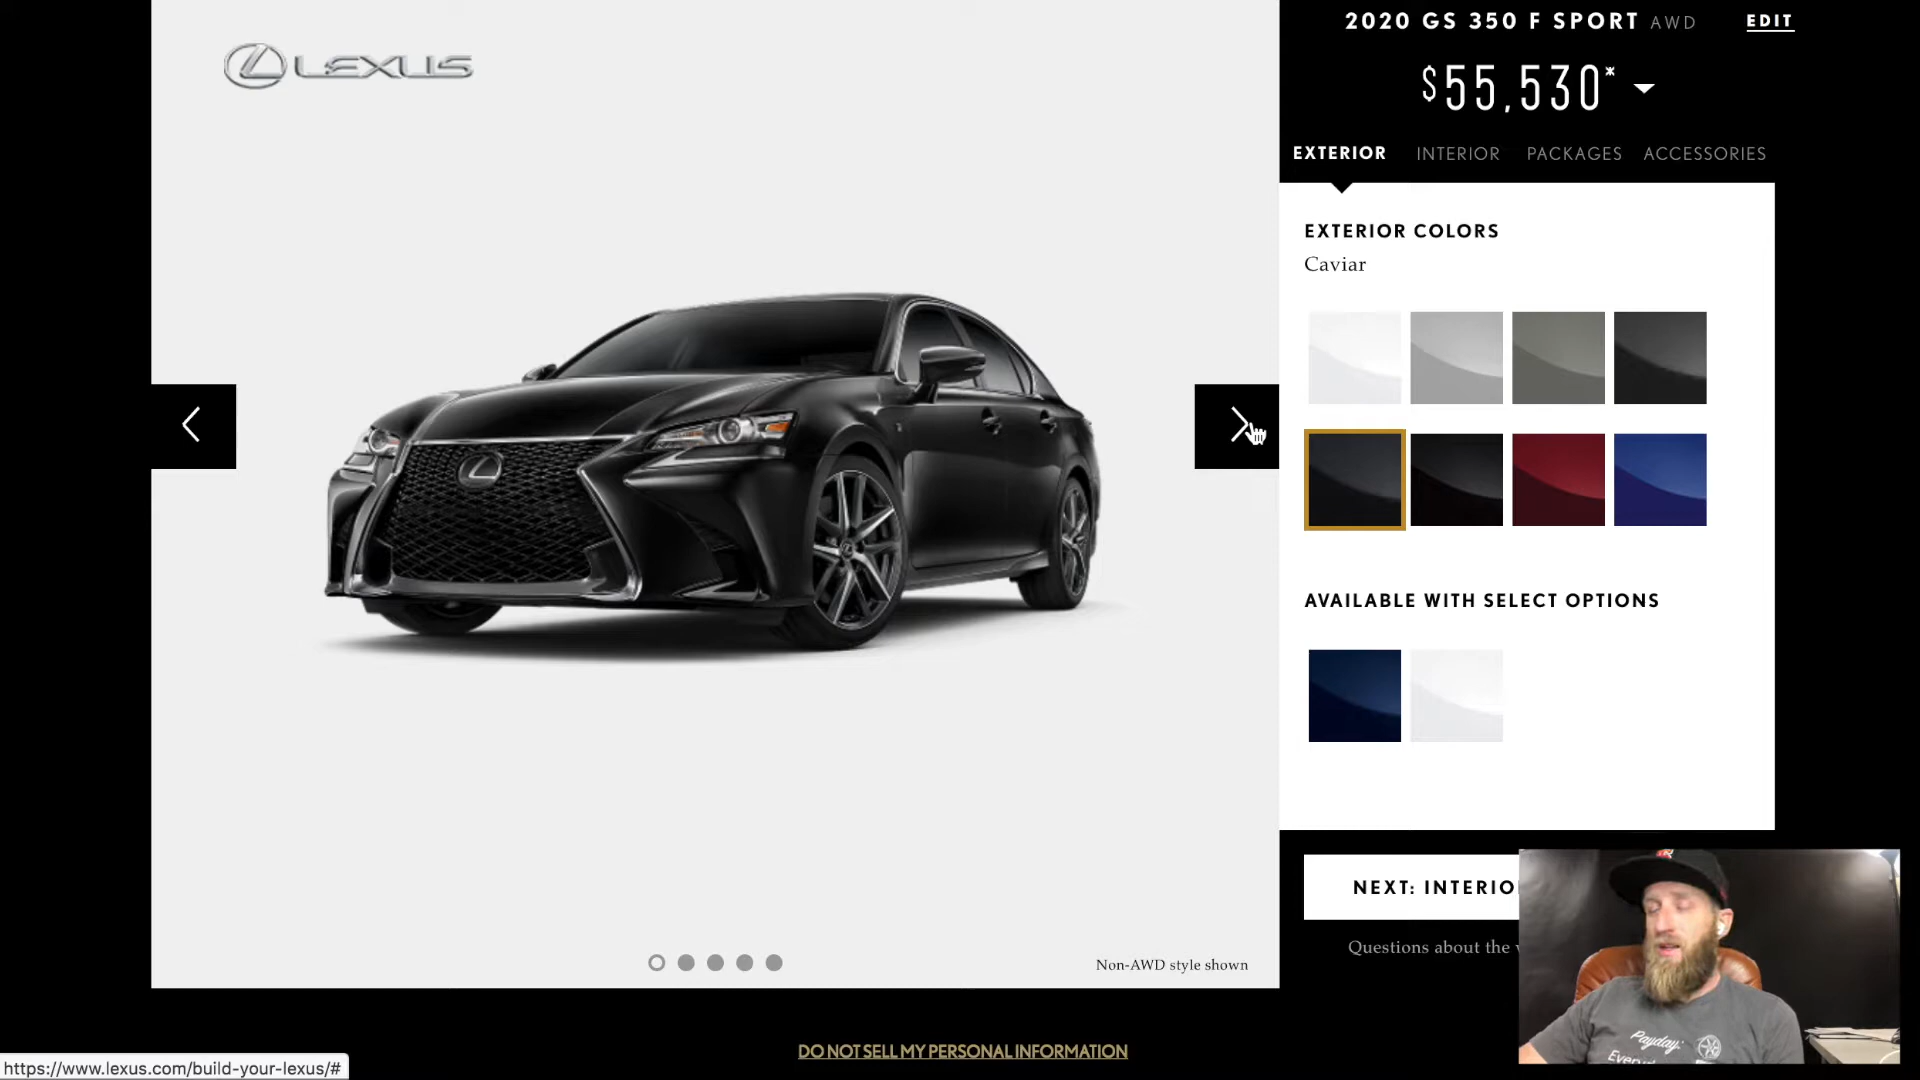 LEXUS
2020 GS 350 F SPORT AWD
EDIT
$55,530*
EXTERIOR INTERIOR PACKAGES ACCESSORIES
EXTERIOR COLORS
Caviar
AVAILABLE WITH SELECT OPTIONS
NEXT: INTERIO
Questions about the
Non-AWD style shown
Payday:
DO NOT SELL MY PERSONAL INFORMATION
https://www.lexus.com/build-your-lexus/#